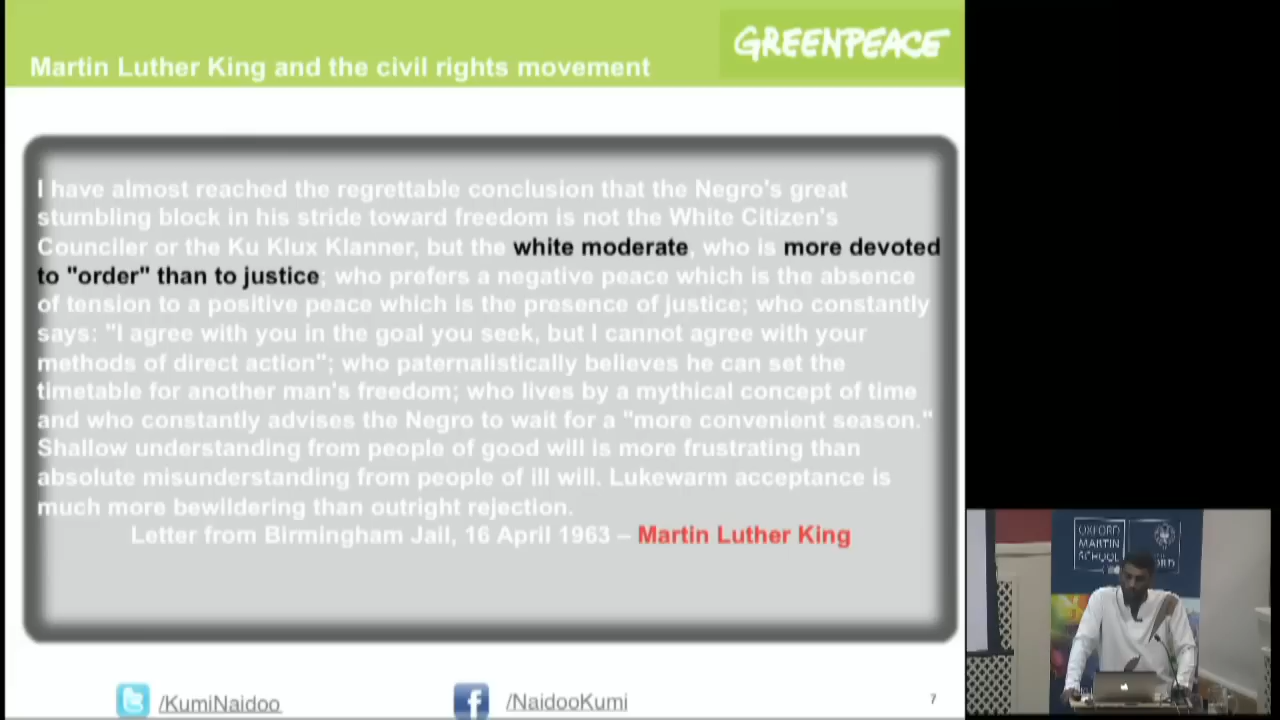 Martin Luther King and the civil rights movement
GREENPEACE
I have almost reached the regrettable conclusion that the Negro's great
stumbling block in his stride toward freedom is not the White Citizen's
Counciler or the Ku Klux Klanner, but the white moderate, who is more devoted
to "order" than to justice; who prefers a negative peace which is the absence
of tension to a positive peace which is the presence of justice; who constantly
says: "I agree with you in the goal you seek, but I cannot agree with your
methods of direct action"; who paternalistically believes he can set the
timetable for another man's freedom; who lives by a mythical concept of time
and who constantly advises the Negro to wait for a "more convenient season."
Shallow understanding from people of good will is more frustrating than
absolute misunderstanding from people of ill will. Lukewarm acceptance is
much more bewildering than outright rejection.
Letter from Birmingham Jail, 16 April 1963 – Martin Luther King
/KumiNaidoo
/NaidooKumi
7
OXFORD
MARTIN
SCHOOL